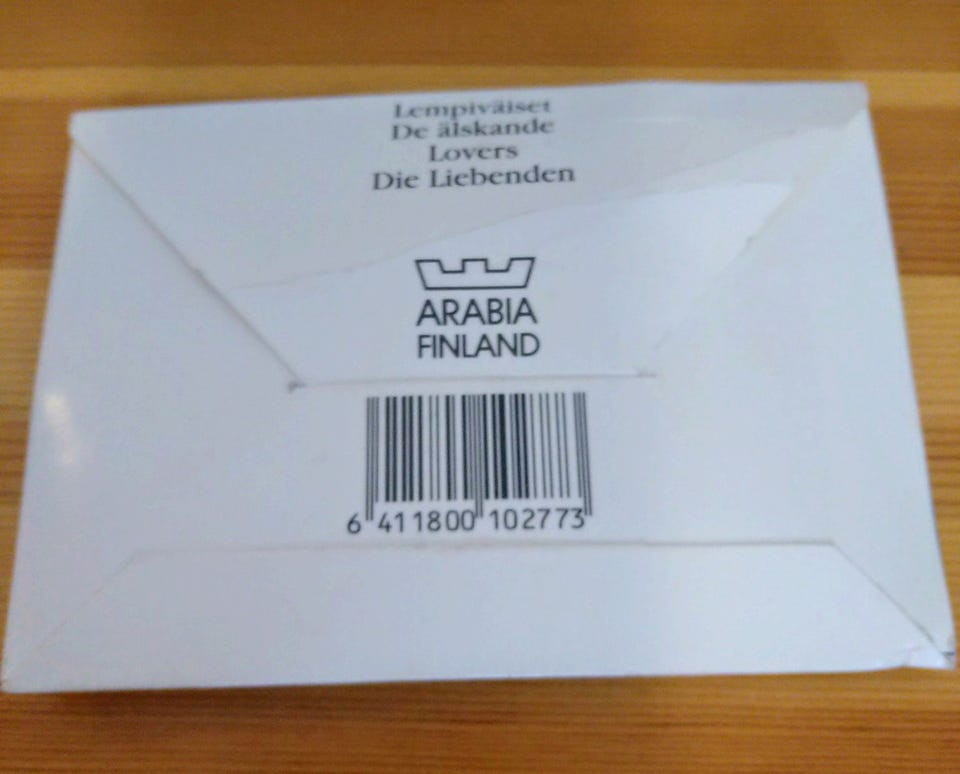 Lempiväiset
De älskande
Lovers
Die Liebenden
ARABIA
FINLAND
6 411800 102773